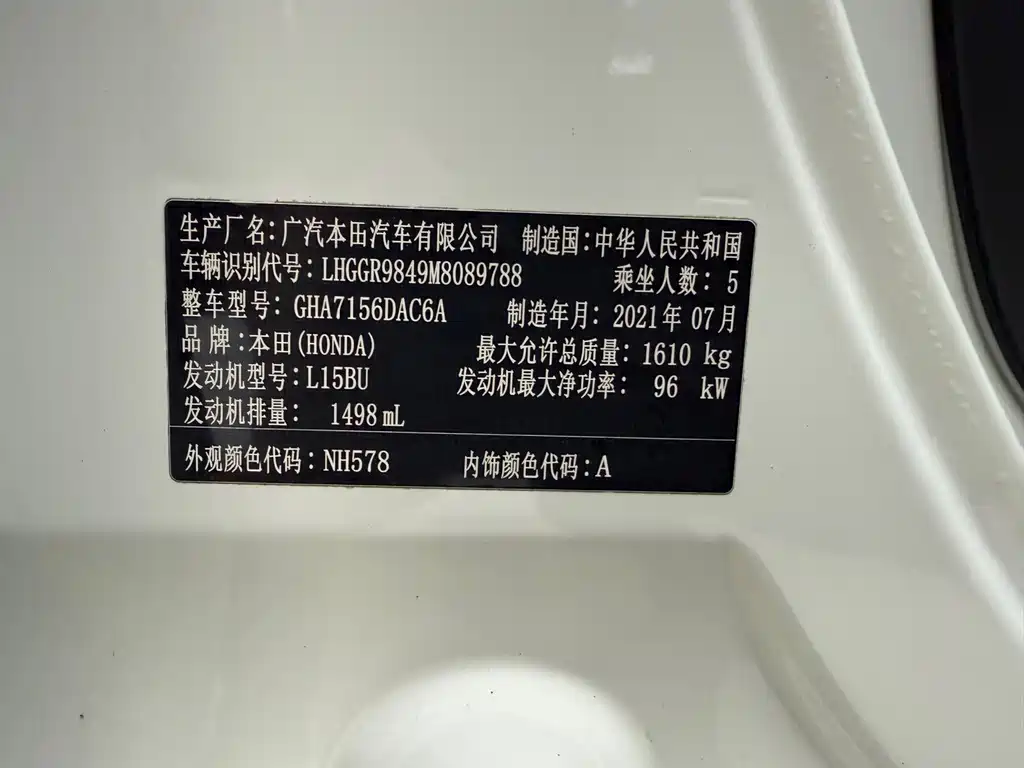 生产厂名:广汽本田汽车有限公司 制造国:中华人民共和国
车辆识别代号:LHGGR9849M8089788 乘坐人数: 5
整车型号: GHA7156DAC6A 制造年月: 2021年 07月
品 牌 :本田(HONDA) 最大允许总质量: 1610 kg
发动机型号:L15BU 发动机最大净功率: 96 kW
发动机排量: 1498mL
外观颜色代码:NH578 内饰颜色代码:A